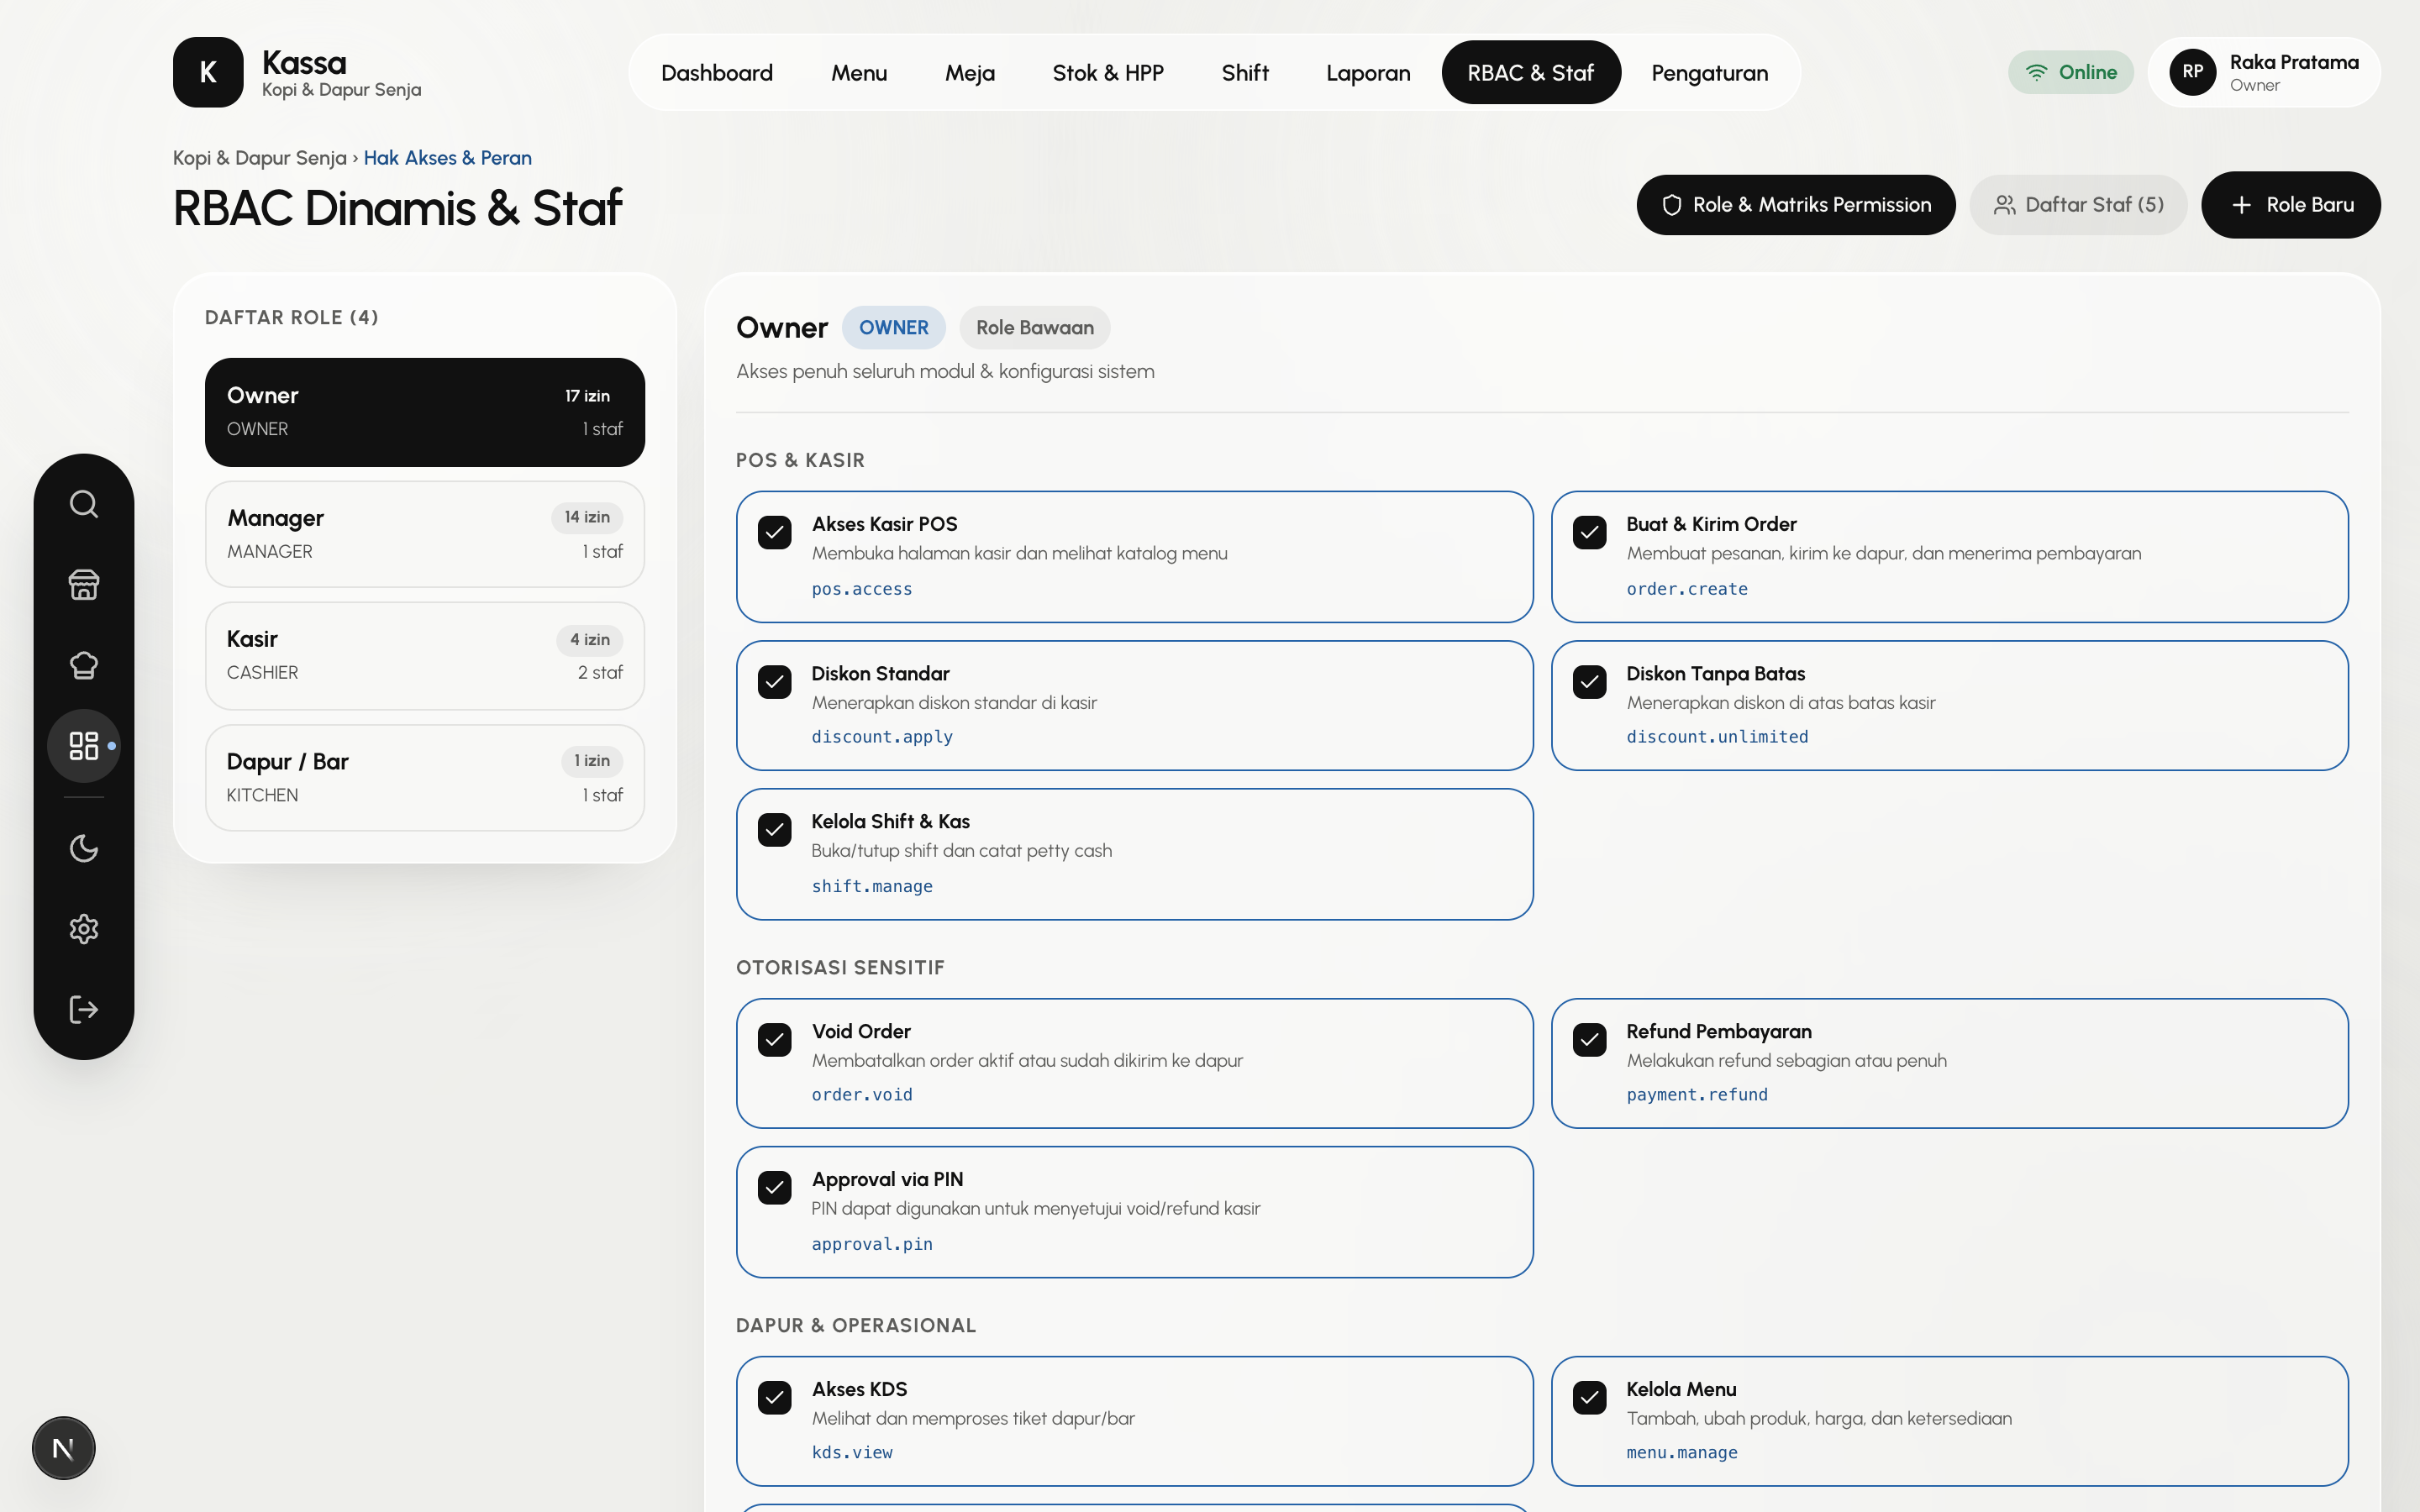 K
Kassa
Kopi & Dapur Senja
Dashboard
Menu
Meja
Stok & HPP
Shift
Laporan
RBAC & Staf
Pengaturan
Online
RP
Raka Pratama
Owner
Kopi & Dapur Senja › Hak Akses & Peran
RBAC Dinamis & Staf
Role & Matriks Permission
Daftar Staf (5)
Role Baru
DAFTAR ROLE (4)
Owner
17 izin
OWNER
1 staf
Manager
14 izin
MANAGER
1 staf
Kasir
4 izin
CASHIER
2 staf
Dapur / Bar
1 izin
KITCHEN
1 staf
Owner
OWNER
Role Bawaan
Akses penuh seluruh modul & konfigurasi sistem
POS & KASIR
Akses Kasir POS
Membuka halaman kasir dan melihat katalog menu
pos.access
Buat & Kirim Order
Membuat pesanan, kirim ke dapur, dan menerima pembayaran
order.create
Diskon Standar
Menerapkan diskon standar di kasir
discount.apply
Diskon Tanpa Batas
Menerapkan diskon di atas batas kasir
discount.unlimited
Kelola Shift & Kas
Buka/tutup shift dan catat petty cash
shift.manage
OTORISASI SENSITIF
Void Order
Membatalkan order aktif atau sudah dikirim ke dapur
order.void
Refund Pembayaran
Melakukan refund sebagian atau penuh
payment.refund
Approval via PIN
PIN dapat digunakan untuk menyetujui void/refund kasir
approval.pin
DAPUR & OPERASIONAL
Akses KDS
Melihat dan memproses tiket dapur/bar
kds.view
Kelola Menu
Tambah, ubah produk, harga, dan ketersediaan
menu.manage
N